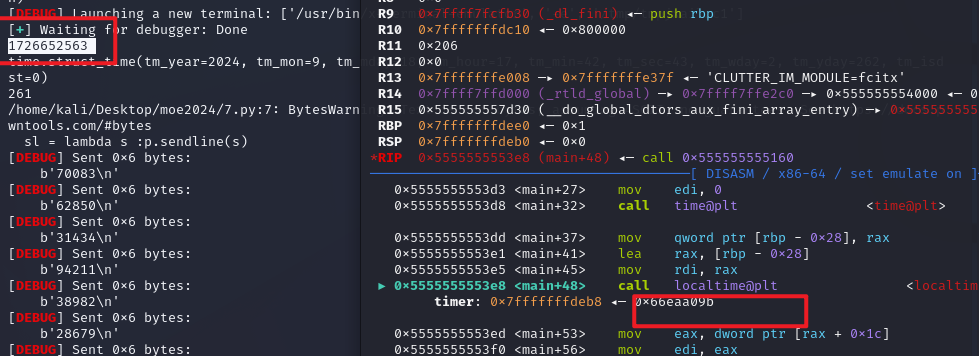 [DEBUG] Launching a new terminal: ['/usr/bin/
[+] Waiting for debugger: Done
1726652563
time.struct_time(tm_year=2024, tm_mon=9,
st=0)
261
/home/kali/Desktop/moe2024/7.py:7: BytesWarnin
wntools.com/#bytes
sl = lambda s :p.sendline(s)
[DEBUG] Sent 0×6 bytes:
b'70083\n'
[DEBUG] Sent 0×6 bytes:
b'62850\n'
[DEBUG] Sent 0×6 bytes:
b'31434\n'
[DEBUG] Sent 0×6 bytes:
b'94211\n'
[DEBUG] Sent 0×6 bytes:
b'38982\n'
[DEBUG] Sent 0×6 bytes:
b'28679\n'
[DEBUG] Sent 0×6 bytes:
R9 0×7ffff7fcfb30 (_dl_fini) ◂— push rbp
R10 0×7fffffffdc10 ◂— 0×800000
R11 0×206
R12 0×0
R13 0×7fffffffe008 —▸ 0×7fffffffe37f ◂— 'CLUTTER_IM_MODULE=fcitx'
R14 0×7ffff7ffd000 (_rtld_global) —▸ 0×7ffff7ffe2c0 —▸ 0×555555554000 ◂—
R15 0×555555557d30 (__do_global_dtors_aux_fini_array_entry) —▸ 0×5555555
RBP 0×7fffffffdee0 ◂— 0×1
RSP 0×7fffffffdeb0 ◂— 0×0
*RIP 0×5555555553e8 (main+48) ◂— call 0×555555555160
[ DISASM / x86-64 / set emulate on ]
0×5555555553d3 <main+27> mov edi, 0
0×5555555553d8 <main+32> call time@plt <time@plt>
0×5555555553dd <main+37> mov qword ptr [rbp - 0×28], rax
0×5555555553e1 <main+41> lea rax, [rbp - 0×28]
0×5555555553e5 <main+45> mov rdi, rax
▸ 0×5555555553e8 <main+48> call localtime@plt <localtim
timer: 0×7fffffffdeb8 ◂— 0×66eaa09b
0×5555555553ed <main+53> mov eax, dword ptr [rax + 0×1c]
0×5555555553f0 <main+56> mov edi, eax